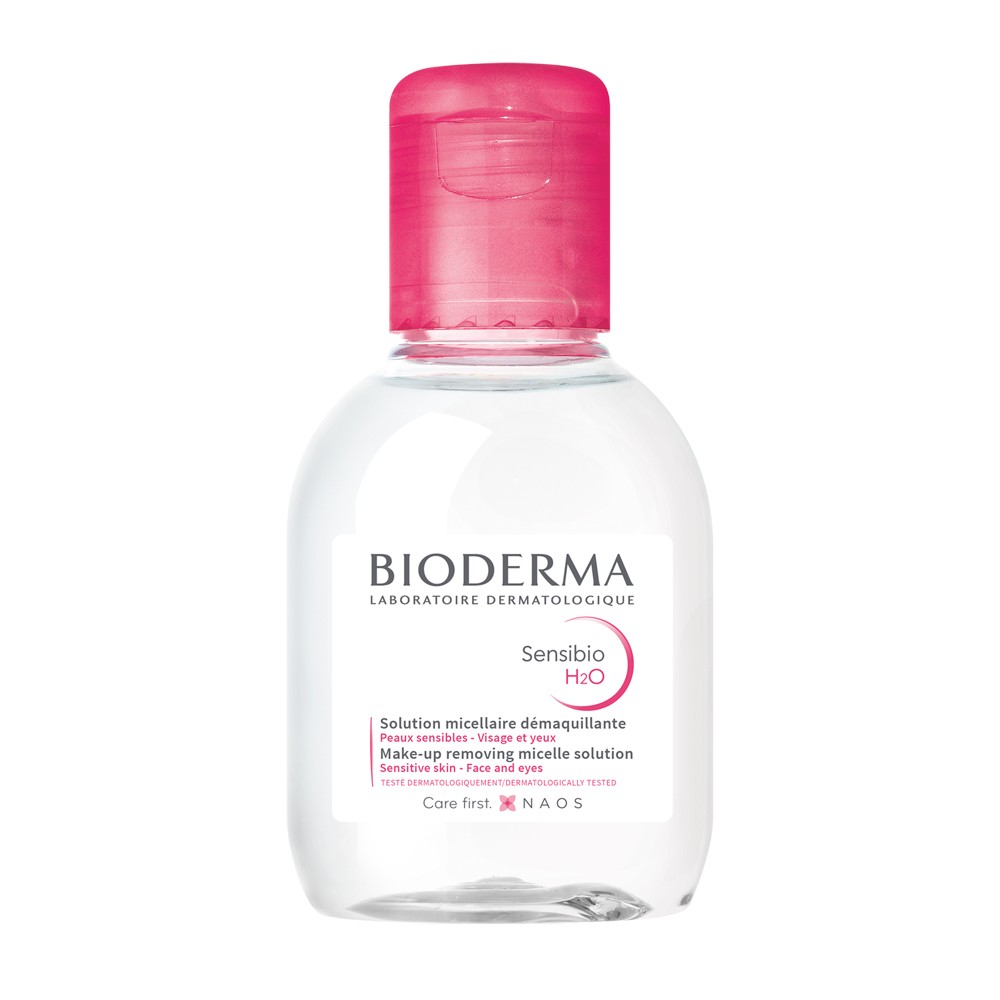 BIODERMA
LABORATOIRE DERMATOLOGIQUE
Sensibio
H2O
Solution micellaire démaquillante
Peaux sensibles - Visage et yeux
Make-up removing micelle solution
Sensitive skin - Face and eyes
TESTÉ DERMATOLOGIQUEMENT/DERMATOLOGICALLY TESTED
Care first. NAOS